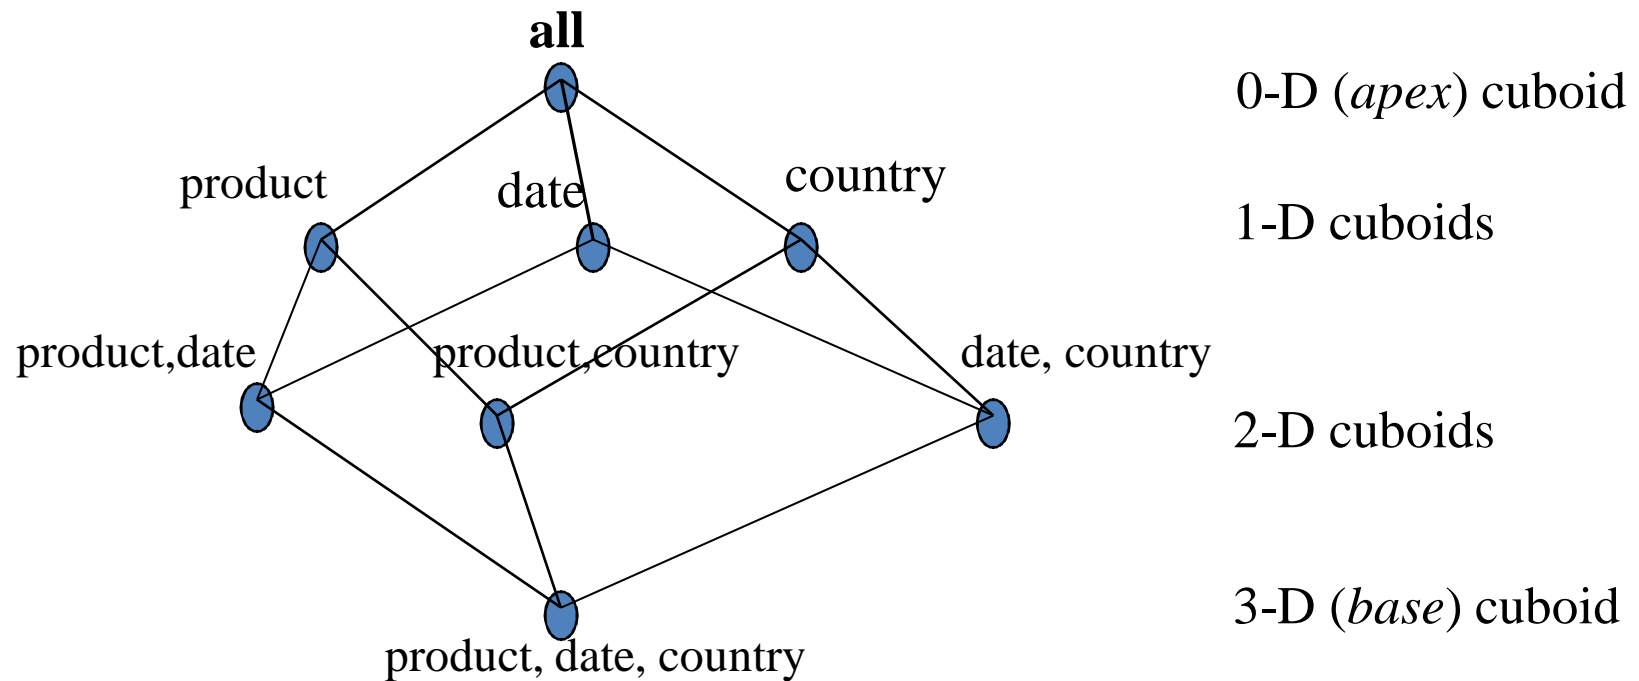 all
0-D (apex) cuboid
product
date
country
1-D cuboids
product,date
product,country
date, country
2-D cuboids
3-D (base) cuboid
product, date, country